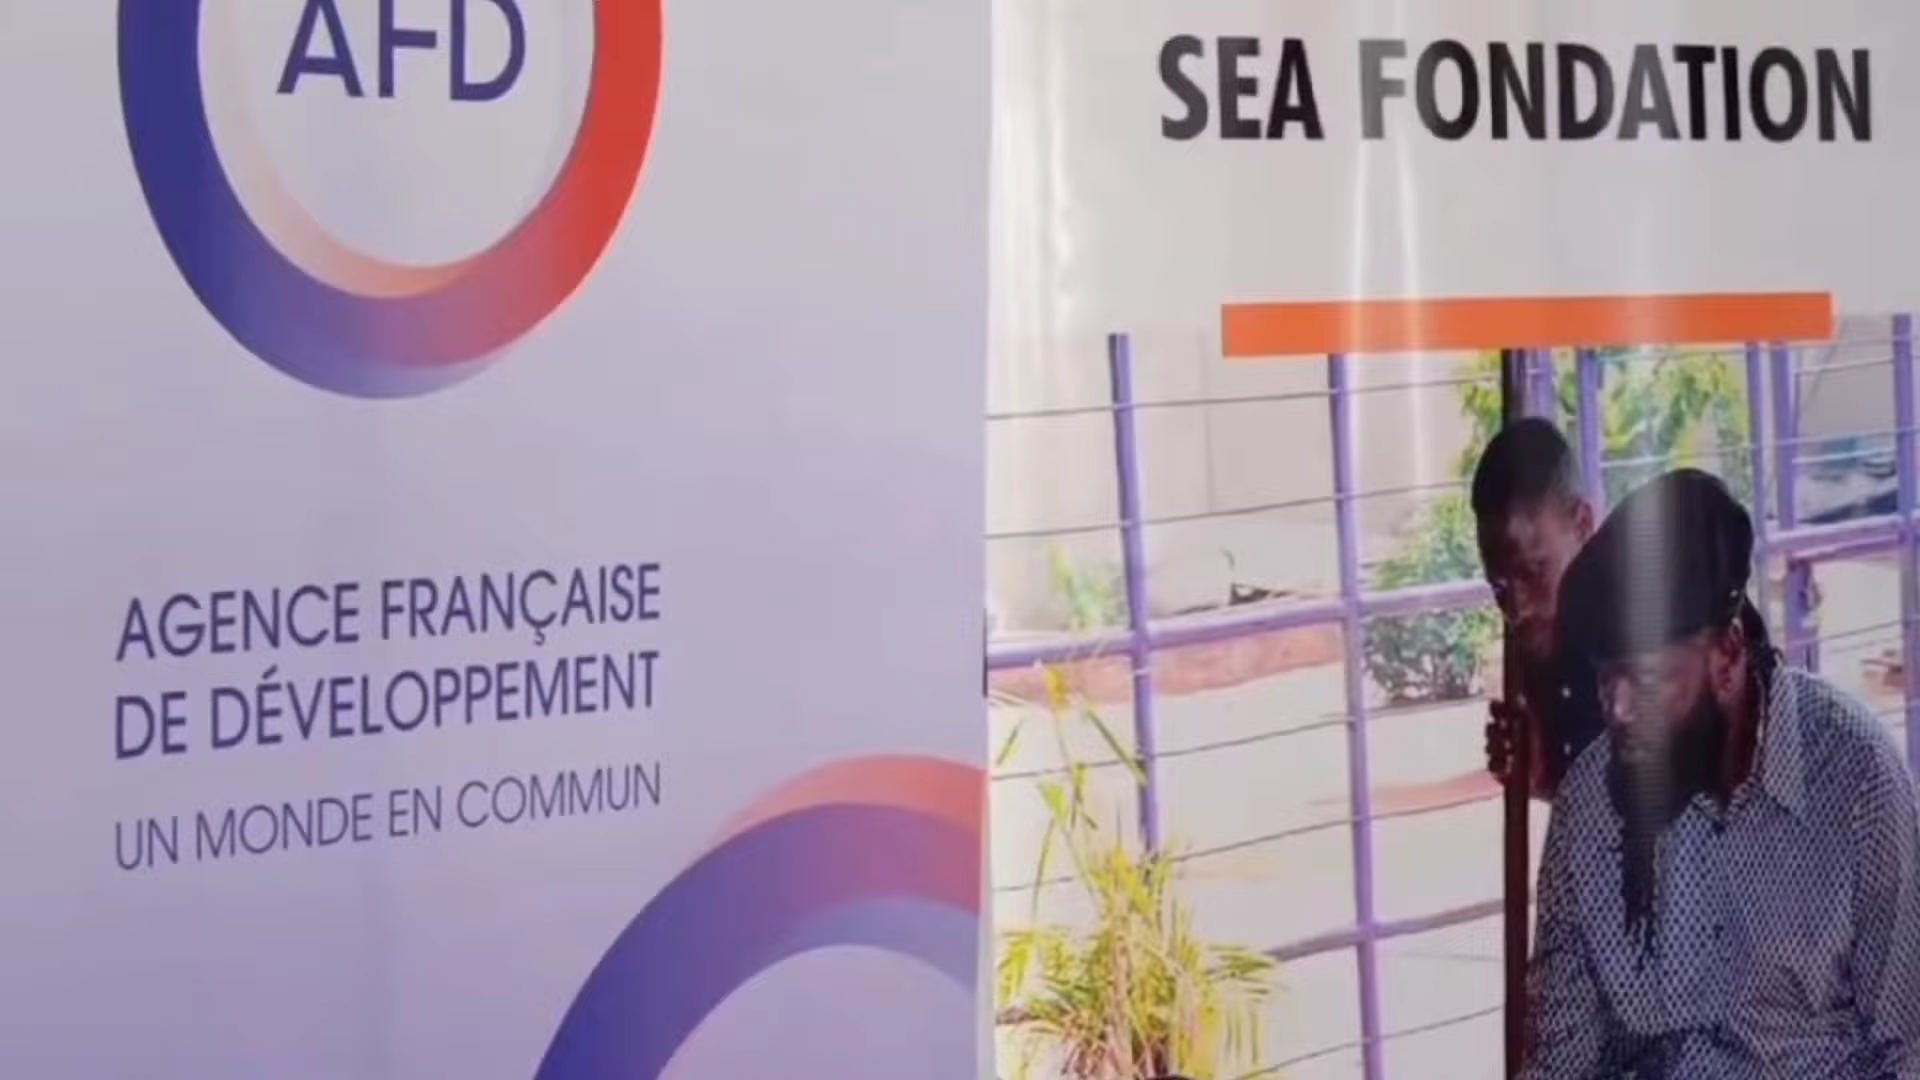 AFD
AGENCE FRANÇAISE
DE DÉVELOPPEMENT
UN MONDE EN COMMUN
SEA FONDATION